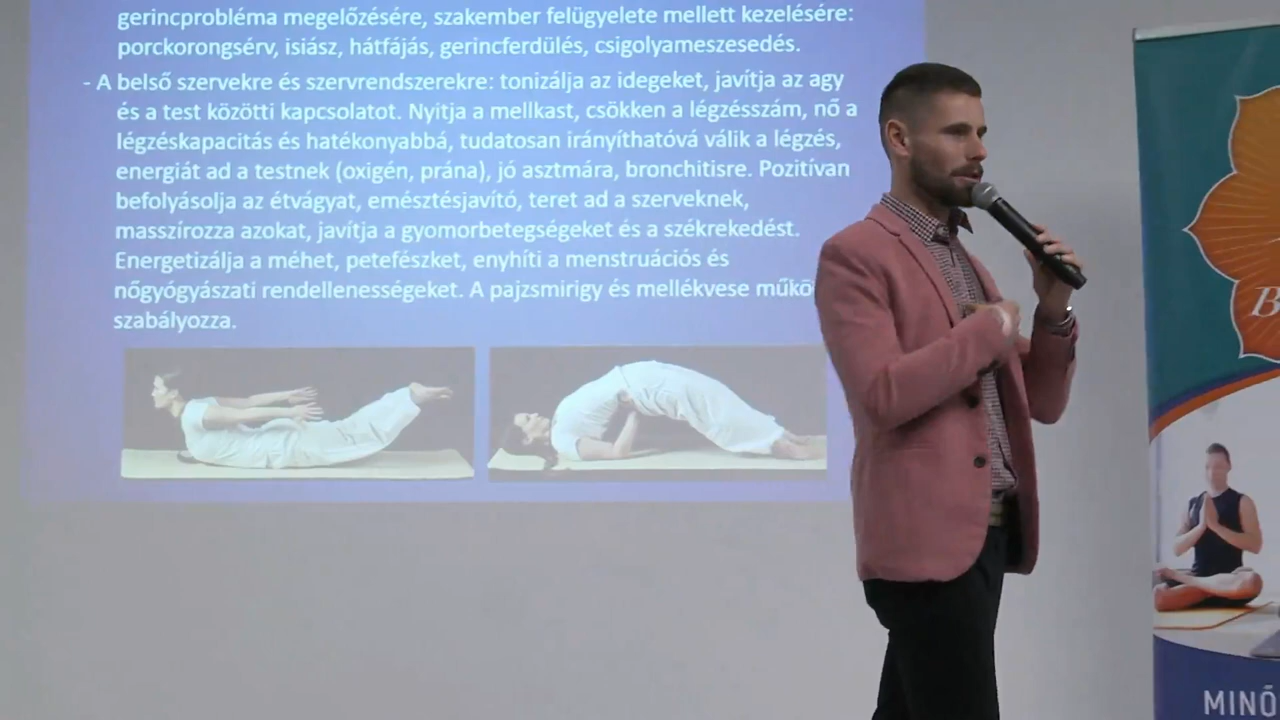 gerincprobléma megelőzésére, szakember felügyelete mellett kezelésére:
porckorongsérv, isiász, hátfájás, gerincferdülés, csigolyameszesedés.
- A belső szervekre és szervrendszerekre: tonizálja az idegeket, javítja az agy
és a test közötti kapcsolatot. Nyitja a mellkast, csökken a légzésszám, nő a
légzéskapacitás és hatékonyabbá, tudatosan irányíthatóvá válik a légzés,
energiát ad a testnek (oxigén, prána), jó asztmára, bronchitisre. Pozitívan
befolyásolja az étvágyat, emésztésjavító, teret ad a szerveknek,
masszírozza azokat, javítja a gyomorbetegségeket és a székrekedést.
Energetizálja a méhet, petefészket, enyhíti a menstruációs és
nőgyógyászati rendellenességeket. A pajzsmirigy és mellékvese műkö
szabályozza.
B
MINŐ